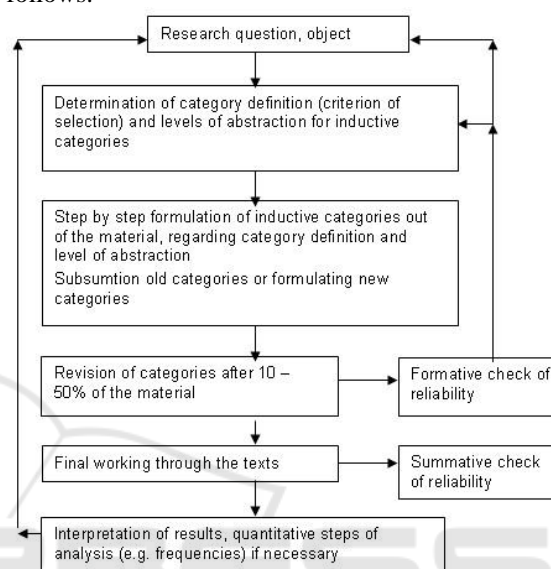 follows.
Research question, object
Determination of category definition (criterion of
selection) and levels of abstraction for inductive
categories
Step by step formulation of inductive categories out
of the material, regarding category definition and
level of abstraction
Subsumtion old categories or formulating new
categories
Revision of categories after 10 –
50% of the material
Formative check of
reliability
Final working through the texts
Summative check
of reliability
Interpretation of results, quantitative steps of
analysis (e.g. frequencies) if necessary